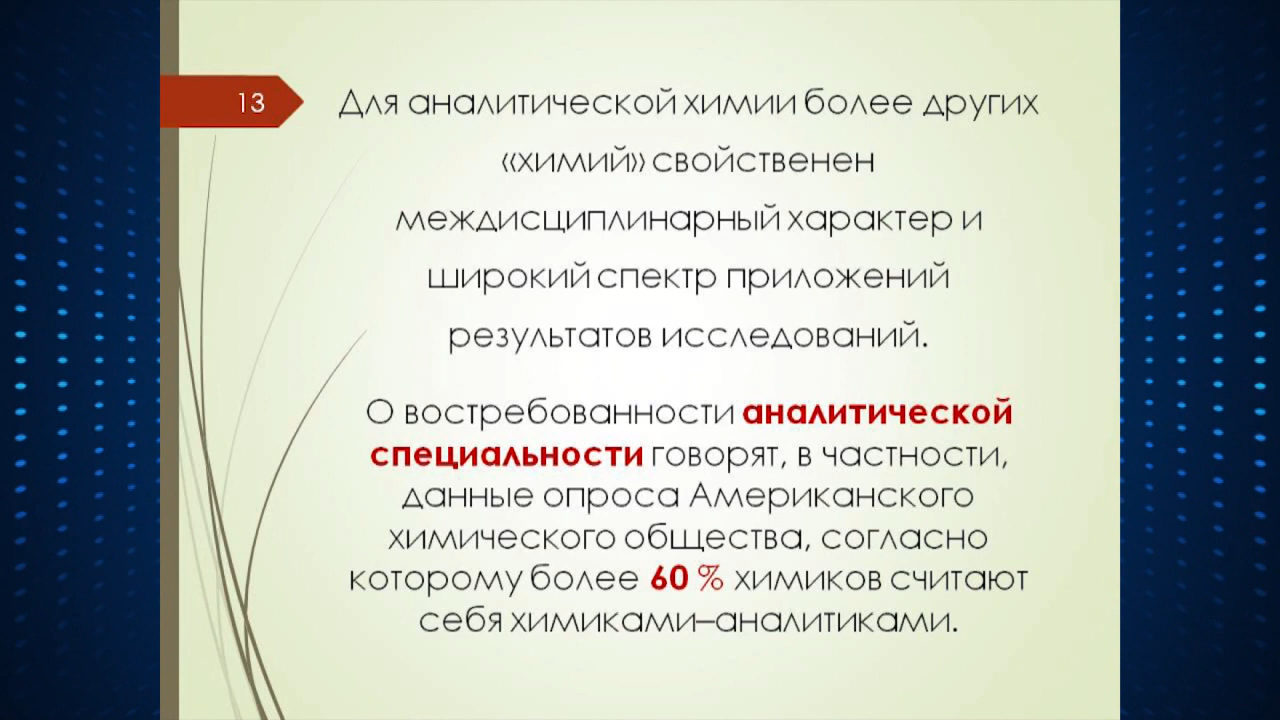 13
Для аналитической химии более других
«химий» свойственен
междисциплинарный характер и
широкий спектр приложений
результатов исследований.
О востребованности аналитической
специальности говорят, в частности,
данные опроса Американского
химического общества, согласно
которому более 60 % химиков считают
себя химиками–аналитиками.